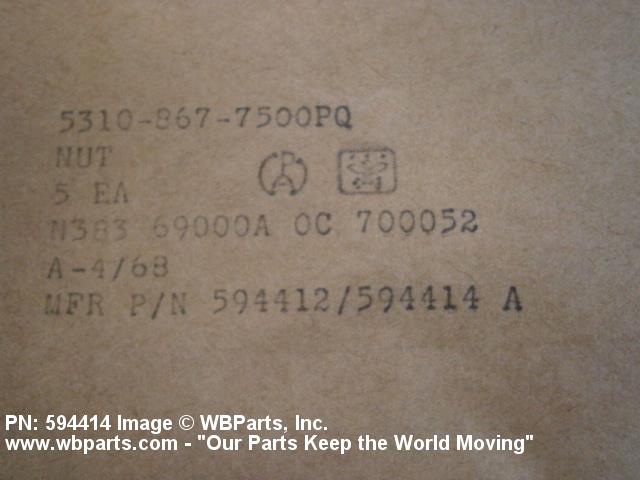 5310-867-7500PQ
NUT
5 EA
N383 69000A OC 700052
A-4/68
MFR P/N 594412/594414 A
PN: 594414 Image © WBParts, Inc.
www.wbparts.com - "Our Parts Keep the World Moving"